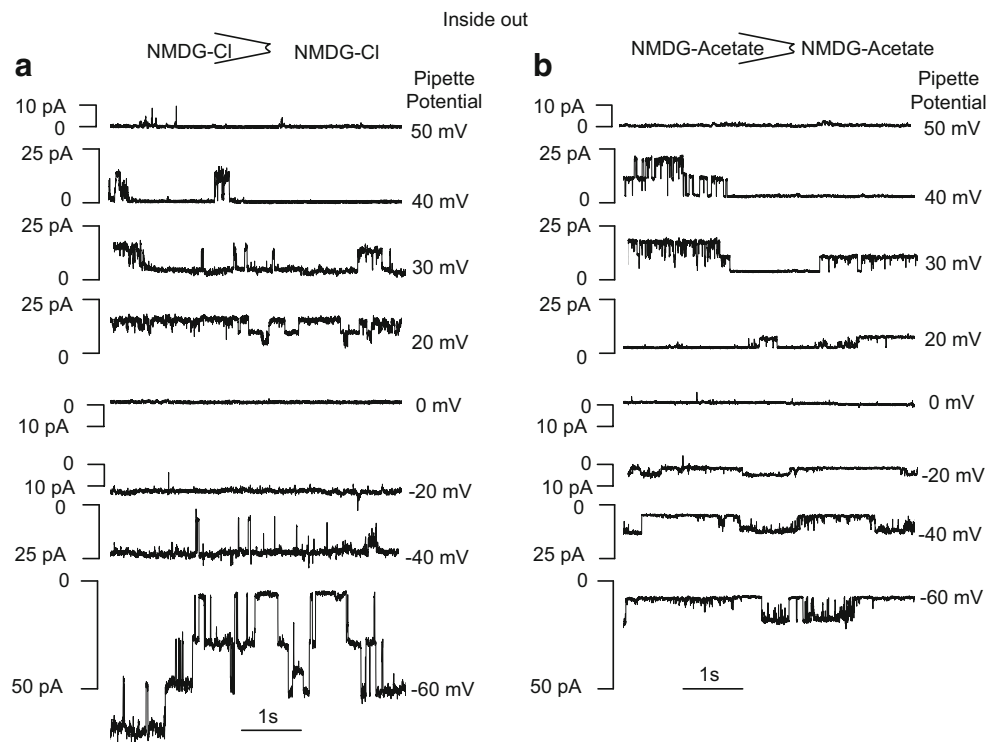 Inside out
a
NMDG-Cl
NMDG-Cl
Pipette
Potential
10 pA
0
50 mV
25 pA
0
40 mV
25 pA
0
30 mV
25 pA
0
20 mV
0
10 pA
0 mV
0
10 pA
-20 mV
0
25 pA
-40 mV
0
50 pA
-60 mV
1s
b
NMDG-Acetate
NMDG-Acetate
Pipette
Potential
10 pA
0
50 mV
25 pA
0
40 mV
25 pA
0
30 mV
25 pA
0
20 mV
0
10 pA
0 mV
0
10 pA
-20 mV
0
25 pA
-40 mV
0
50 pA
-60 mV
1s